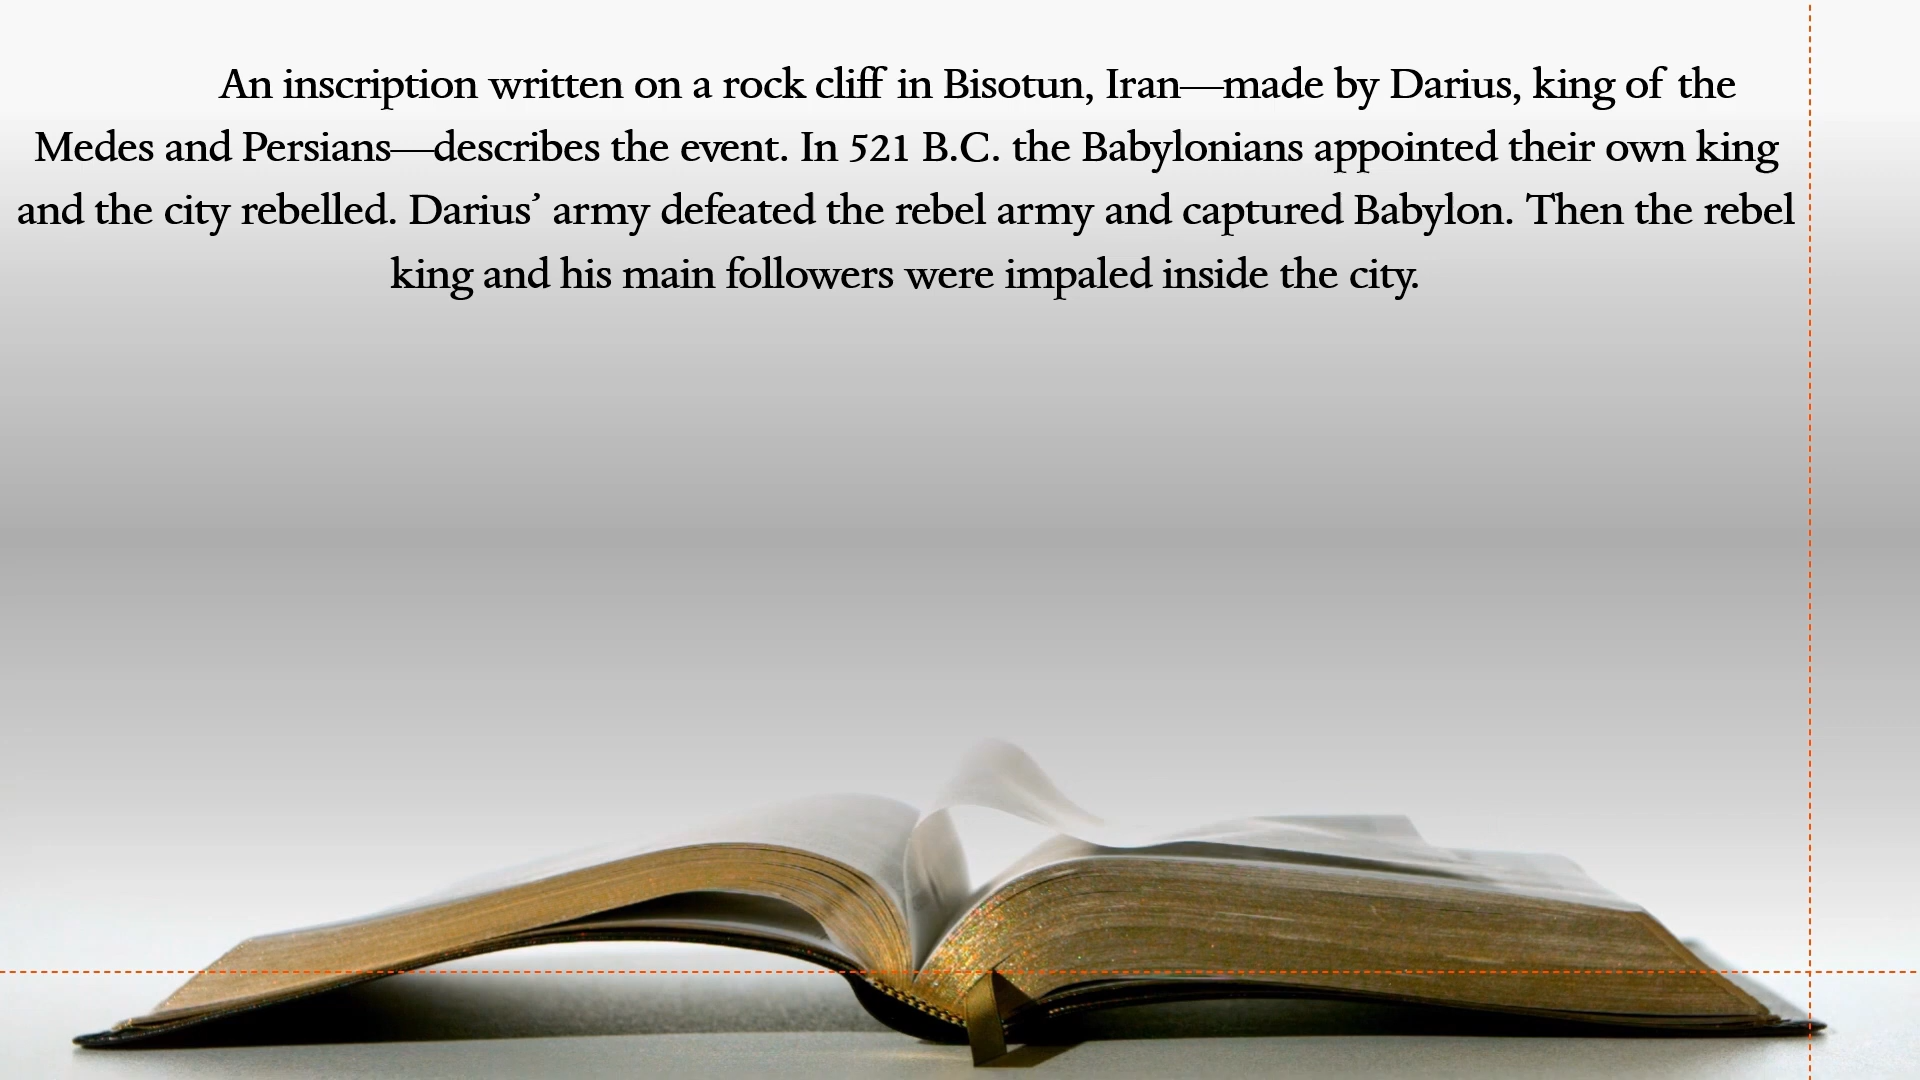 An inscription written on a rock cliff in Bisotun, Iran—made by Darius, king of the
Medes and Persians—describes the event. In 521 B.C. the Babylonians appointed their own king
and the city rebelled. Darius’ army defeated the rebel army and captured Babylon. Then the rebel
king and his main followers were impaled inside the city.